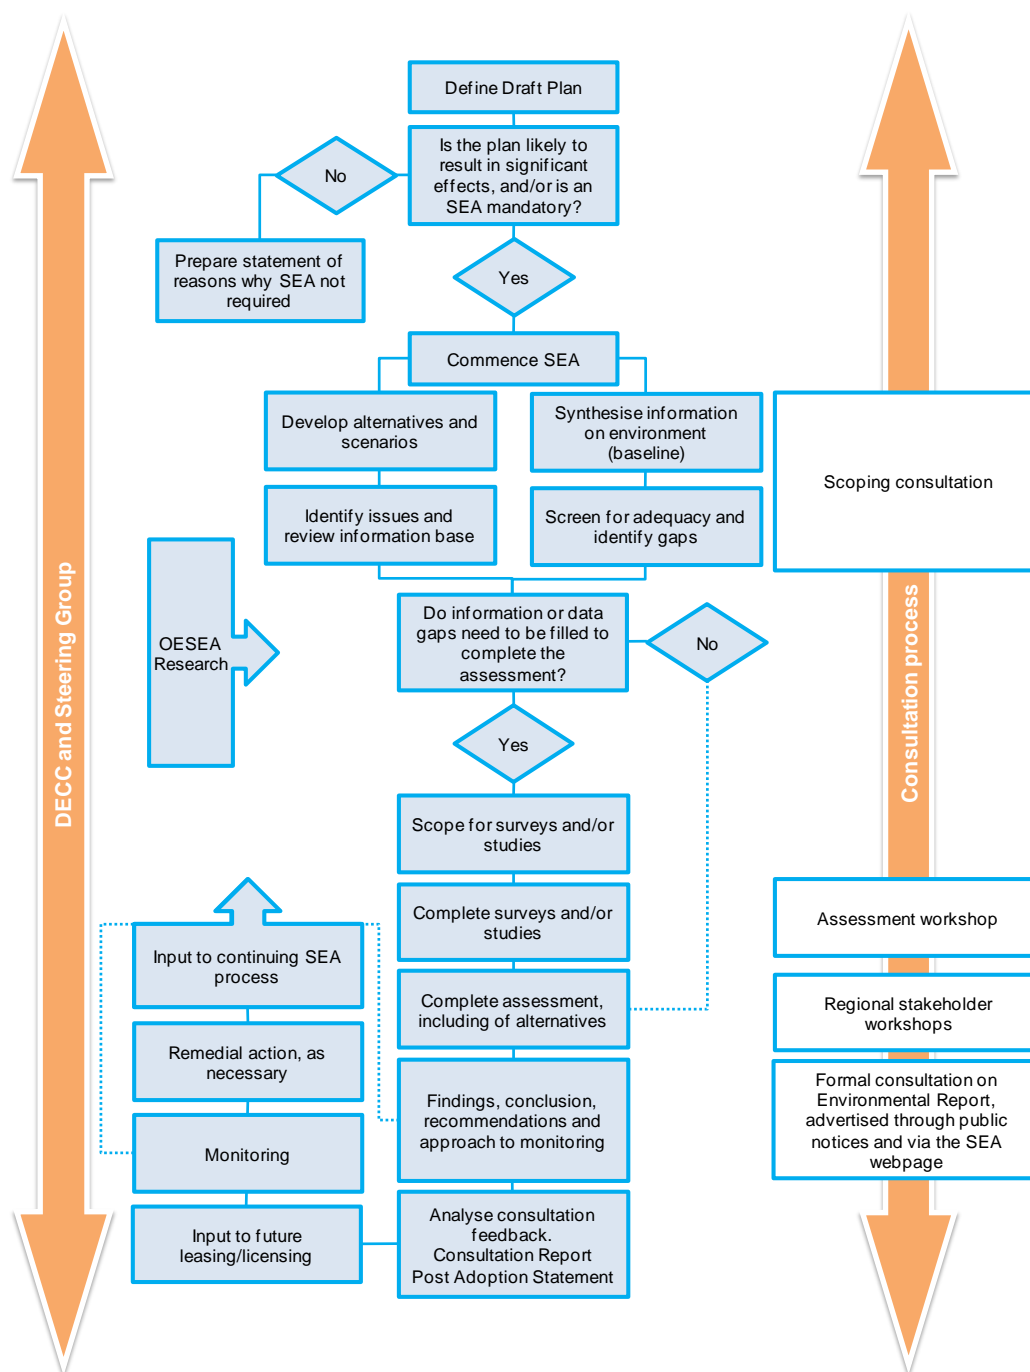 Define Draft Plan
Is the plan likely to
result in significant
effects, and/or is an
SEA mandatory?
No
Prepare statement of
reasons why SEA not
required
Yes
Commence SEA
Develop alternatives and
scenarios
Synthesise information
on environment
(baseline)
Scoping consultation
Identify issues and
review information base
Screen for adequacy and
identify gaps
OESEA
Research
Do information or data
gaps need to be filled to
complete the
assessment?
No
Yes
DECC and Steering Group
Consultation process
Scope for surveys and/or
studies
Complete surveys and/or
studies
Assessment workshop
Input to continuing SEA
process
Complete assessment,
including of alternatives
Regional stakeholder
workshops
Remedial action, as
necessary
Findings, conclusion,
recommendations and
approach to monitoring
Formal consultation on
Environmental Report,
advertised through public
notices and via the SEA
webpage
Monitoring
Input to future
leasing/licensing
Analyse consultation
feedback.
Consultation Report
Post Adoption Statement